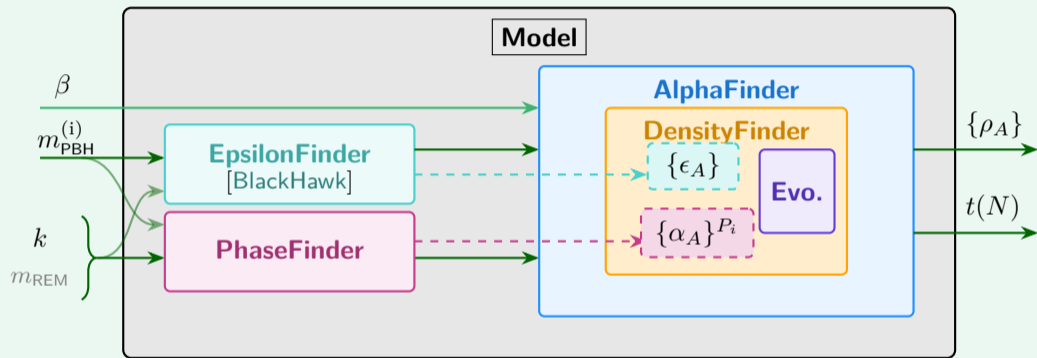 Model
β
AlphaFinder
m_PBH^(i)
EpsilonFinder
[BlackHawk]
DensityFinder
{ϵ_A}
Evo.
{ρ_A}
k
m_REM
PhaseFinder
{α_A}^{P_i}
t(N)